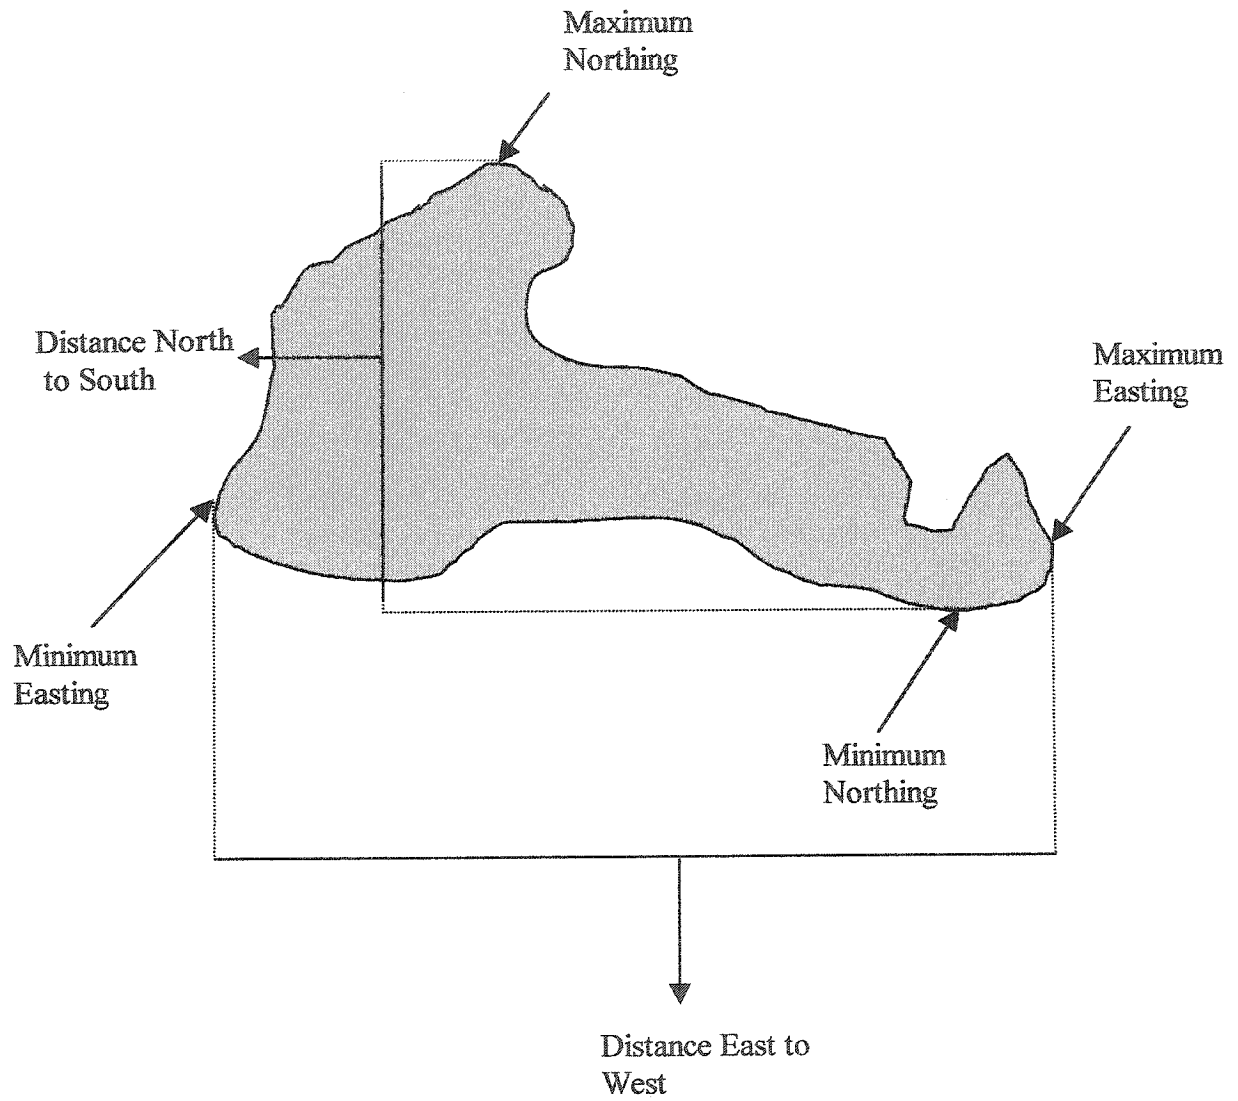 Maximum
Northing
Distance North
to South
Maximum
Easting
Minimum
Easting
Minimum
Northing
Distance East to
West